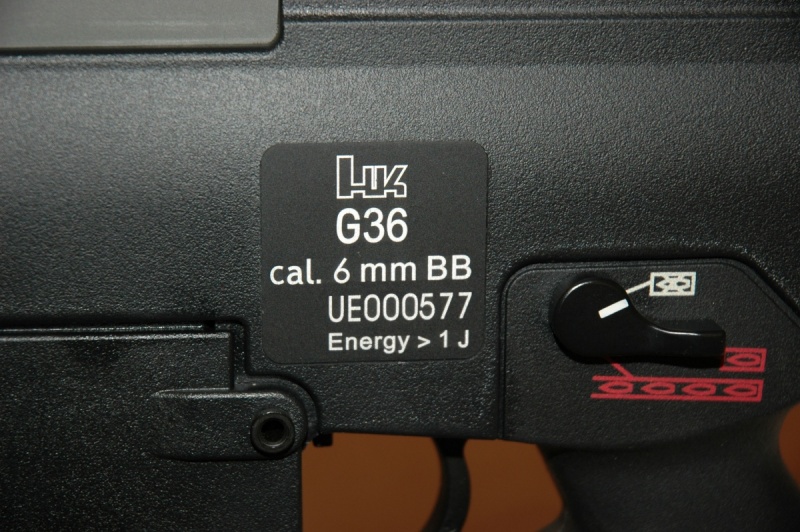 HK
G36
cal. 6 mm BB
UE000577
Energy > 1 J